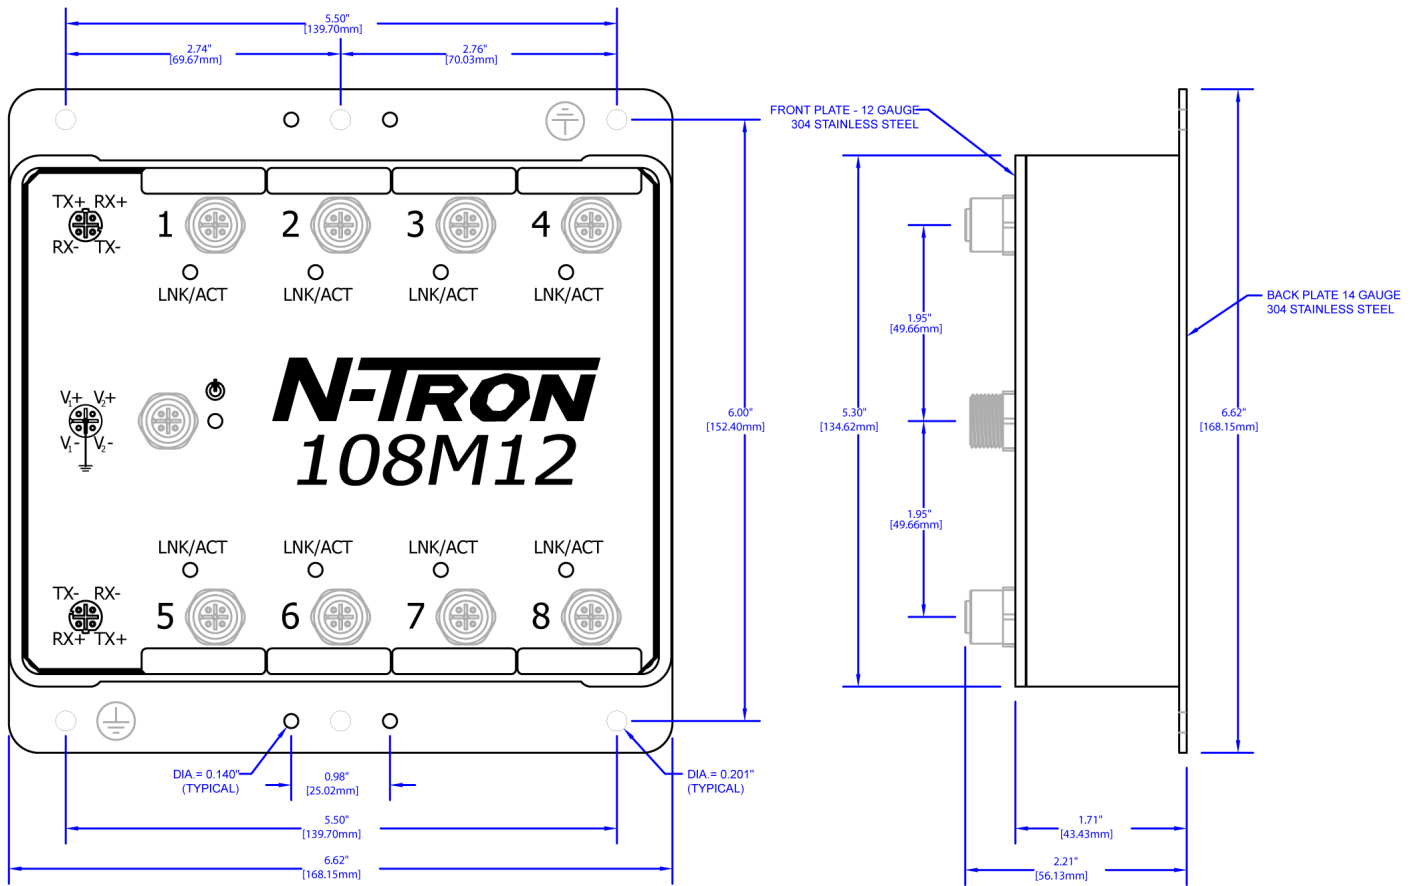 5.50"
[139.70mm]
2.74"
[69.67mm]
2.76"
[70.03mm]
FRONT PLATE - 12 GAUGE
304 STAINLESS STEEL
TX+ RX+
RX- TX-
1 2 3 4
LNK/ACT LNK/ACT LNK/ACT LNK/ACT
BACK PLATE 14 GAUGE
304 STAINLESS STEEL
1.95"
[49.66mm]
V1+ V2+
V1- V2-
N-TRON
108M12
6.00"
[152.40mm]
5.30"
[134.62mm]
6.62"
[168.15mm]
1.95"
[49.66mm]
LNK/ACT LNK/ACT LNK/ACT LNK/ACT
TX- RX-
RX+ TX+
5 6 7 8
DIA.= 0.140"
(TYPICAL)
0.98"
[25.02mm]
DIA.= 0.201"
(TYPICAL)
5.50"
[139.70mm]
1.71"
[43.43mm]
6.62"
[168.15mm]
2.21"
[56.13mm]